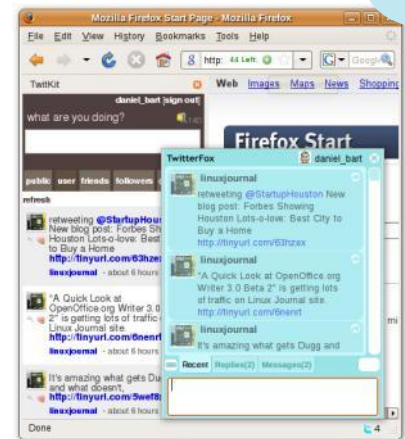 Mozilla Firefox Start Page - Mozilla Firefox
File Edit View History Bookmarks Tools Help
http: 44 Left:
TwitKit
Web Images Maps News Shopping
daniel_bart [sign out]
what are you doing?
Firefox Start
public user friends followers
refresh
retweeting @StartupHous
New blog post: Forbes
Houston Lots-o-love: Best
to Buy a Home
http://tinyurl.com/63hzex
linuxjournal - about 6 hours
"A Quick Look at
OpenOffice.org Writer 3.0
2" is getting lots of traffic
Linux Journal site.
http://tinyurl.com/6nenrf
linuxjournal - about 6 hours
It's amazing what gets Du
and what doesn't,
http://tinyurl.com/5wef8
linuxjournal - about 6 hours
TwitterFox daniel_bart
linuxjournal
retweeting @StartupHouston New
blog post: Forbes Showing
Houston Lots-o-love: Best City to
Buy a Home
http://tinyurl.com/63hzex
linuxjournal
"A Quick Look at OpenOffice.org
Writer 3.0 Beta 2" is getting lots
of traffic on Linux Journal site.
http://tinyurl.com/6nenrf
linuxjournal
It's amazing what gets Dugg and
Recent Replies(2) Messages(2)
Done
4